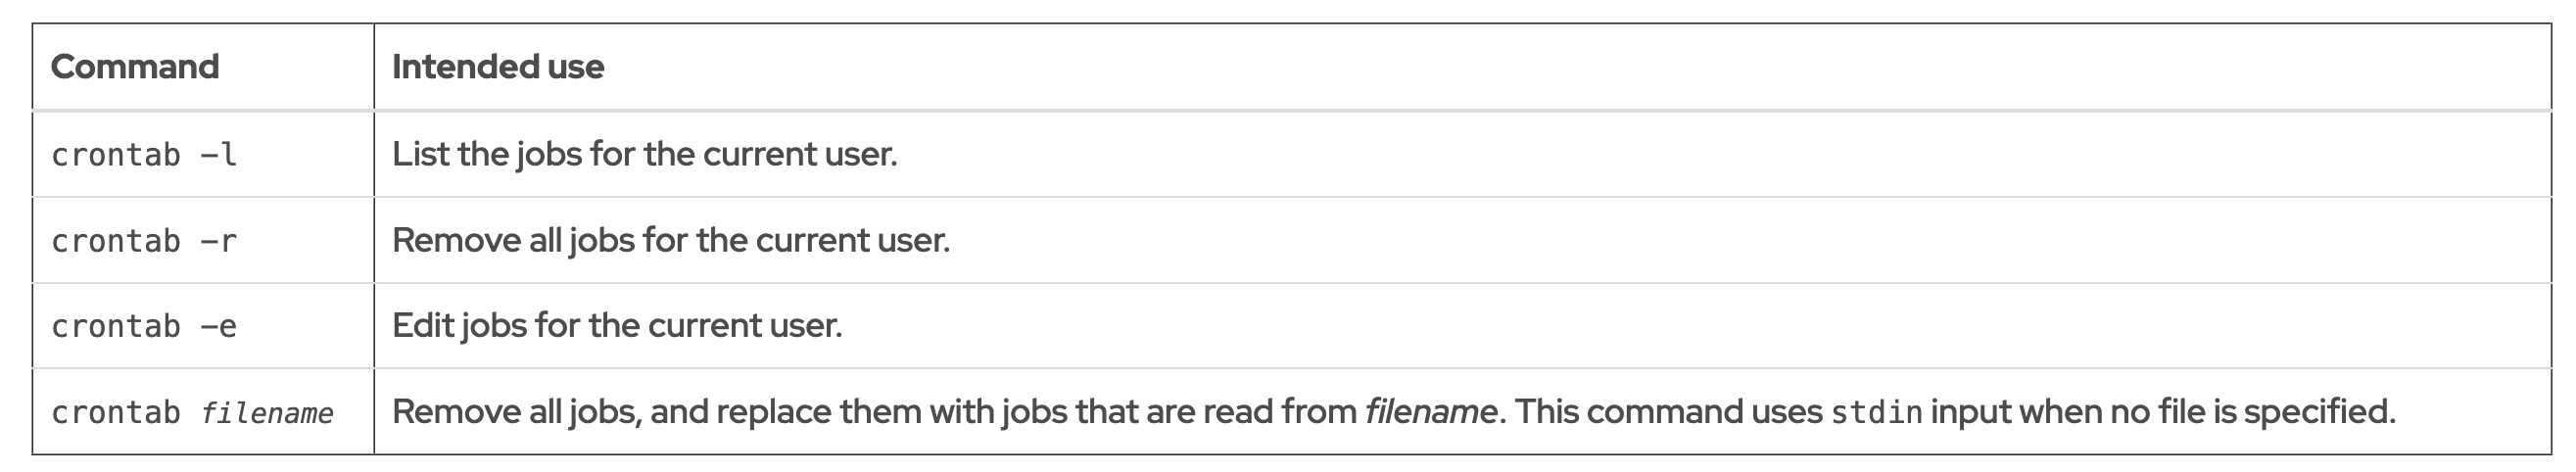 Command Intended use
crontab -l List the jobs for the current user.
crontab -r Remove all jobs for the current user.
crontab -e Edit jobs for the current user.
crontab filename Remove all jobs, and replace them with jobs that are read from filename. This command uses stdin input when no file is specified.